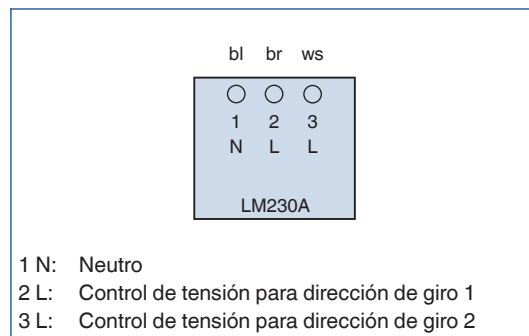 bl br ws
1 2 3
N L L
LM230A
1 N: Neutro
2 L: Control de tensión para dirección de giro 1
3 L: Control de tensión para dirección de giro 2